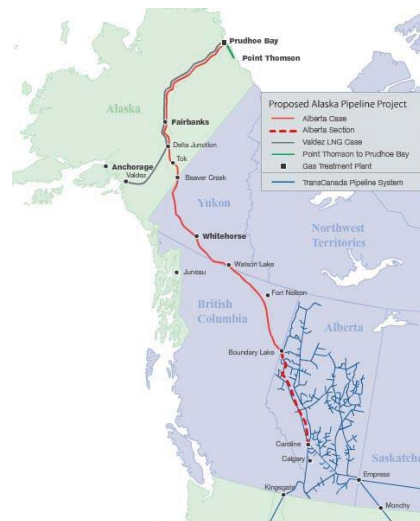 Prudhoe Bay
Point Thomson
Alaska
Fairbanks
Delta Junction
Tok
Anchorage
Valdez
Beaver Creek
Yukon
Whitehorse
Northwest
Territories
Juneau
Watson Lake
Fort Nelson
British
Columbia
Alberta
Boundary Lake
Caroline
Calgary
Saskatche
Empress
Kingsgate
Monchy
Proposed Alaska Pipeline Project
Alberta Case
Alberta Section
Valdez LNG Case
Point Thomson to Prudhoe Bay
Gas Treatment Plant
TransCanada Pipeline System